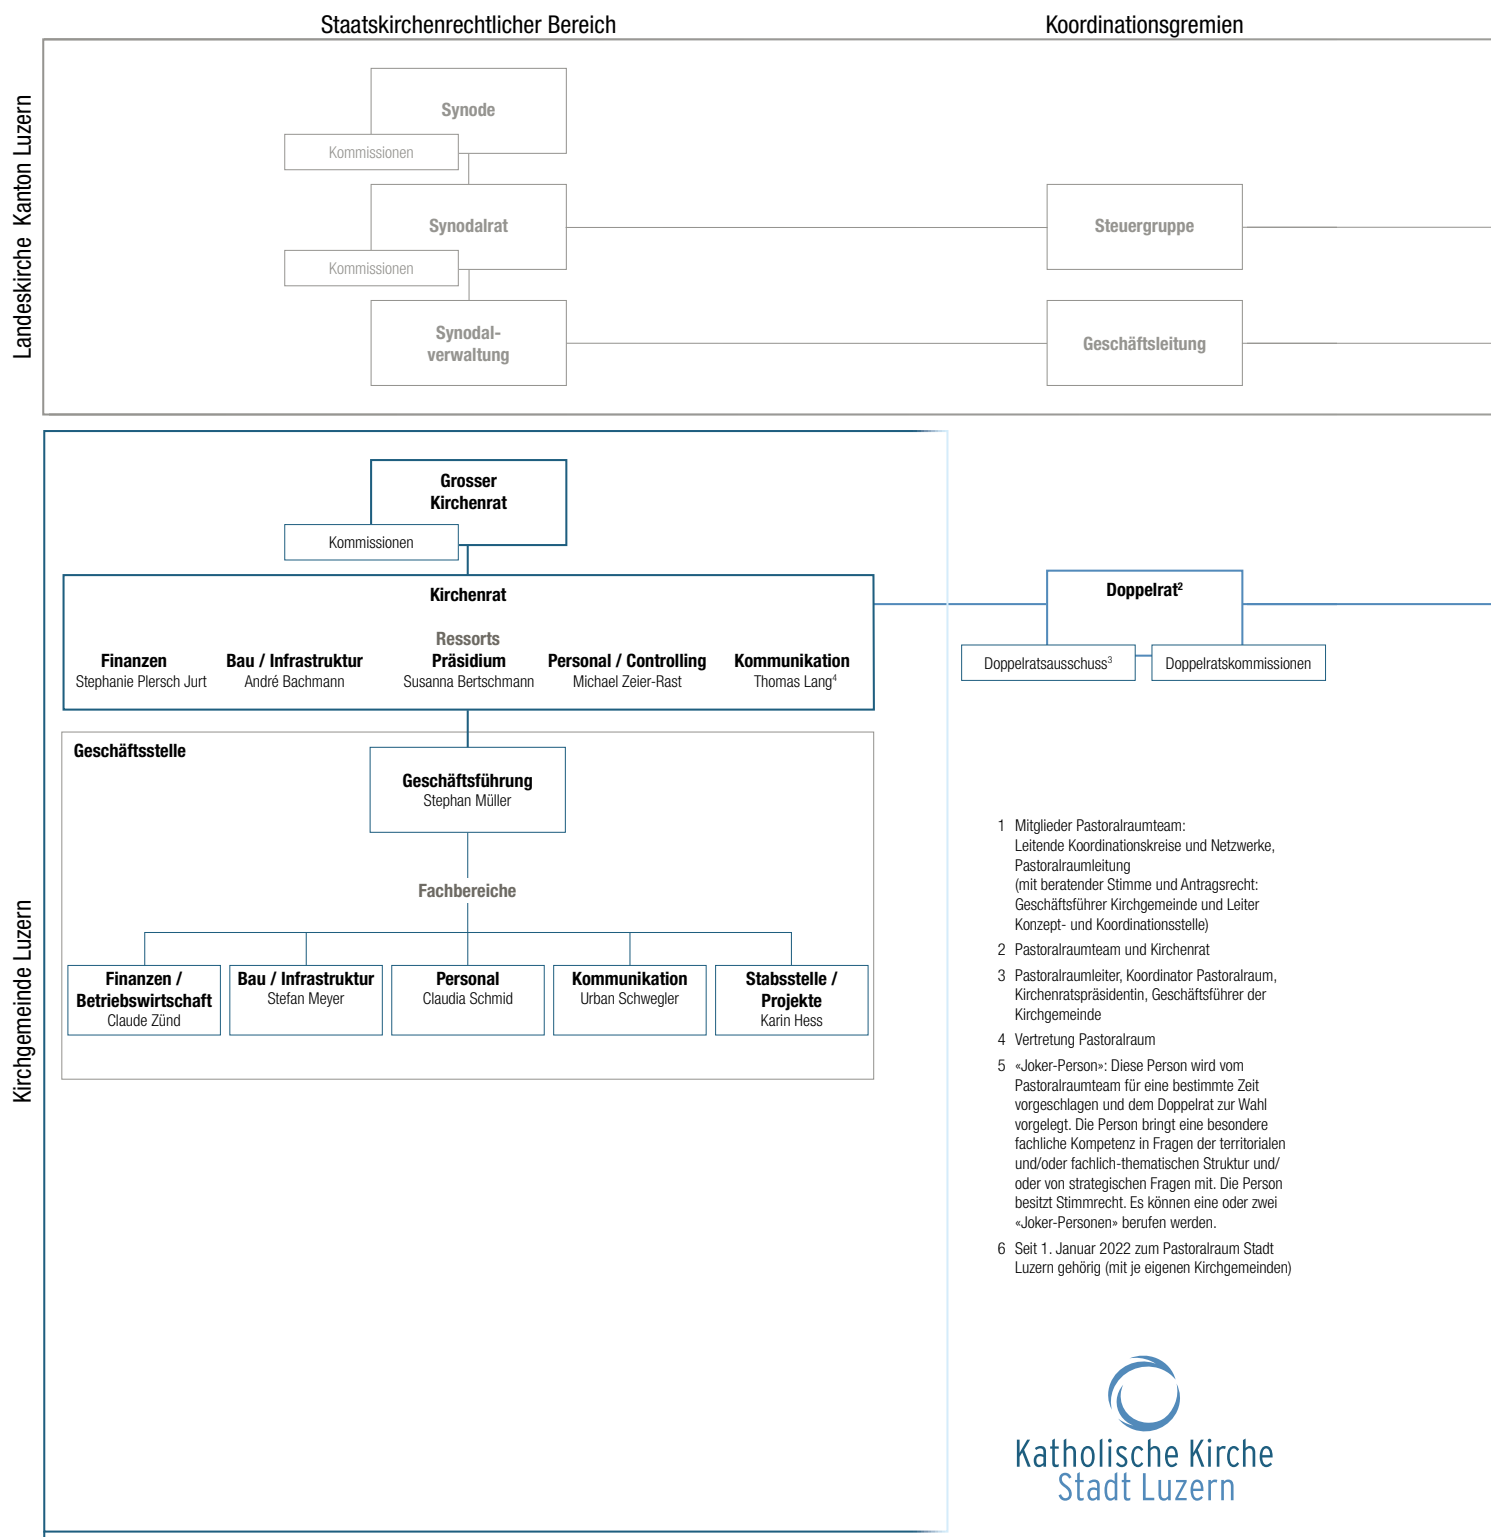 Staatskirchenrechtlicher Bereich
Koordinationsgremien
Landeskirche Kanton Luzern
Synode
Kommissionen
Synodalrat
Steuergruppe
Kommissionen
Synodal-
verwaltung
Geschäftsleitung
Kirchgemeinde Luzern
Grosser
Kirchenrat
Kommissionen
Kirchenrat
Ressorts
Finanzen
Stephanie Plersch Jurt
Bau / Infrastruktur
André Bachmann
Präsidium
Susanna Bertschmann
Personal / Controlling
Michael Zeier-Rast
Kommunikation
Thomas Lang⁴
Doppelrat²
Doppelratsausschuss³
Doppelratskommissionen
Geschäftsstelle
Geschäftsführung
Stephan Müller
Fachbereiche
Finanzen /
Betriebswirtschaft
Claude Zünd
Bau / Infrastruktur
Stefan Meyer
Personal
Claudia Schmid
Kommunikation
Urban Schwegler
Stabsstelle /
Projekte
Karin Hess
1 Mitglieder Pastoralraumteam:
Leitende Koordinationskreise und Netzwerke,
Pastoralraumleitung
(mit beratender Stimme und Antragsrecht:
Geschäftsführer Kirchgemeinde und Leiter
Konzept- und Koordinationsstelle)
2 Pastoralraumteam und Kirchenrat
3 Pastoralraumleiter, Koordinator Pastoralraum,
Kirchenratspräsidentin, Geschäftsführer der
Kirchgemeinde
4 Vertretung Pastoralraum
5 «Joker-Person»: Diese Person wird vom
Pastoralraumteam für eine bestimmte Zeit
vorgeschlagen und dem Doppelrat zur Wahl
vorgelegt. Die Person bringt eine besondere
fachliche Kompetenz in Fragen der territorialen
und/oder fachlich-thematischen Struktur und/
oder von strategischen Fragen mit. Die Person
besitzt Stimmrecht. Es können eine oder zwei
«Joker-Personen» berufen werden.
6 Seit 1. Januar 2022 zum Pastoralraum Stadt
Luzern gehörig (mit je eigenen Kirchgemeinden)
Katholische Kirche
Stadt Luzern